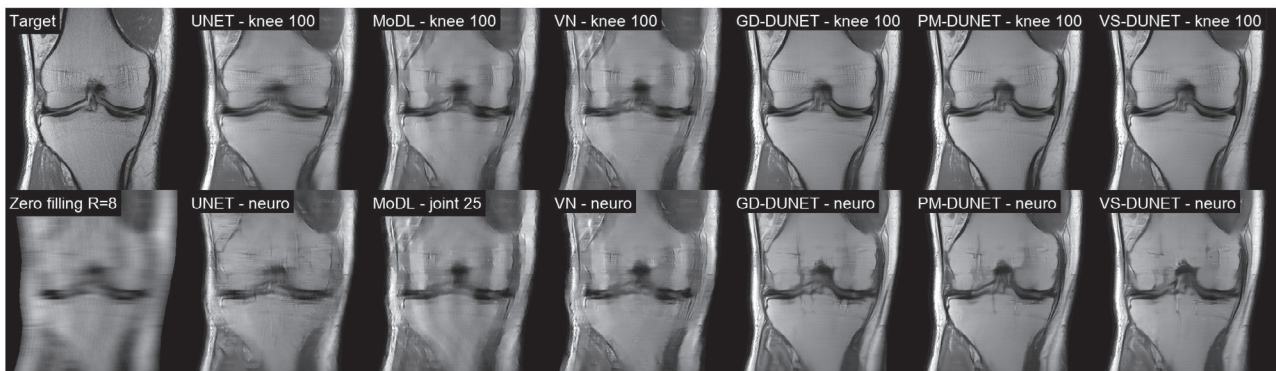 Target
UNET - knee 100
MoDL - knee 100
VN - knee 100
GD-DUNET - knee 100
PM-DUNET - knee 100
VS-DUNET - knee 100
Zero filling R=8
UNET - neuro
MoDL - joint 25
VN - neuro
GD-DUNET - neuro
PM-DUNET - neuro
VS-DUNET - neuro